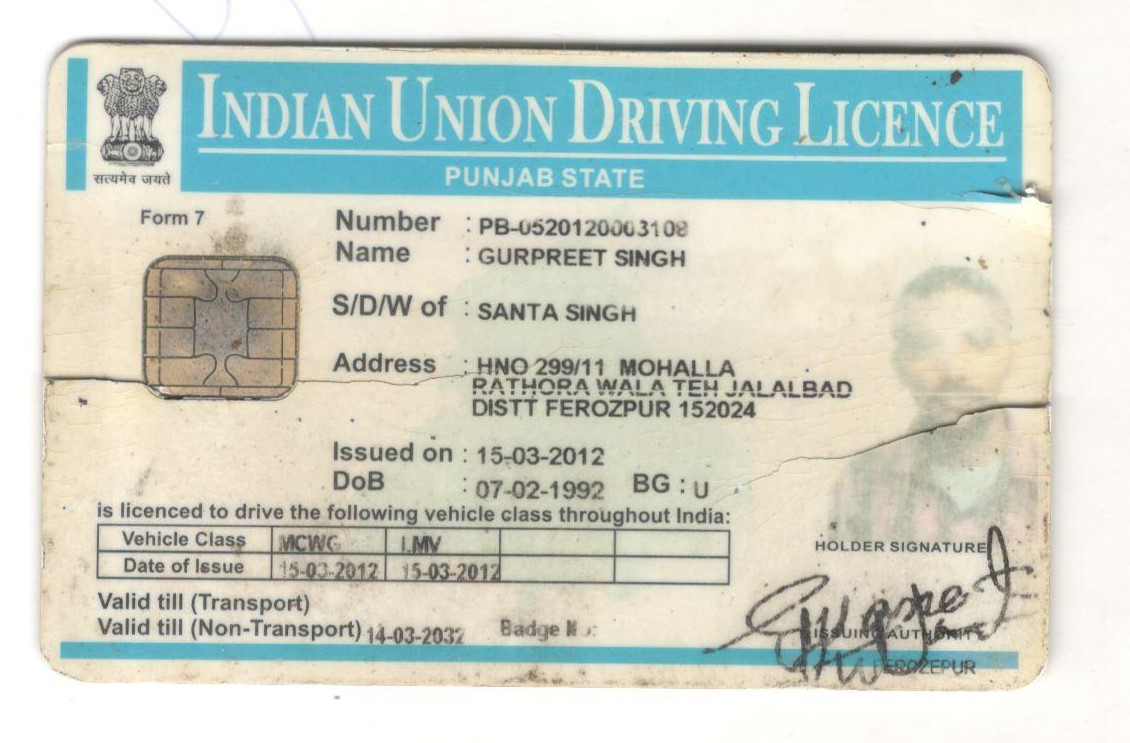 INDIAN UNION DRIVING LICENCE
सत्यमेव जयते
PUNJAB STATE
Form 7
Number : PB-0520120003108
Name : GURPREET SINGH
S/D/W of : SANTA SINGH
Address : HNO 299/11 MOHALLA
RATHORA WALA TEH JALALBAD
DISTT FEROZPUR 152024
Issued on : 15-03-2012
DoB : 07-02-1992 BG : U
is licenced to drive the following vehicle class throughout India:
Vehicle Class MCWG LMV
Date of Issue 15-03-2012 15-03-2012
HOLDER SIGNATURE
Valid till (Transport)
Valid till (Non-Transport) 14-03-2032 Badge No:
ISSUING AUTHORITY
FEROZEPUR